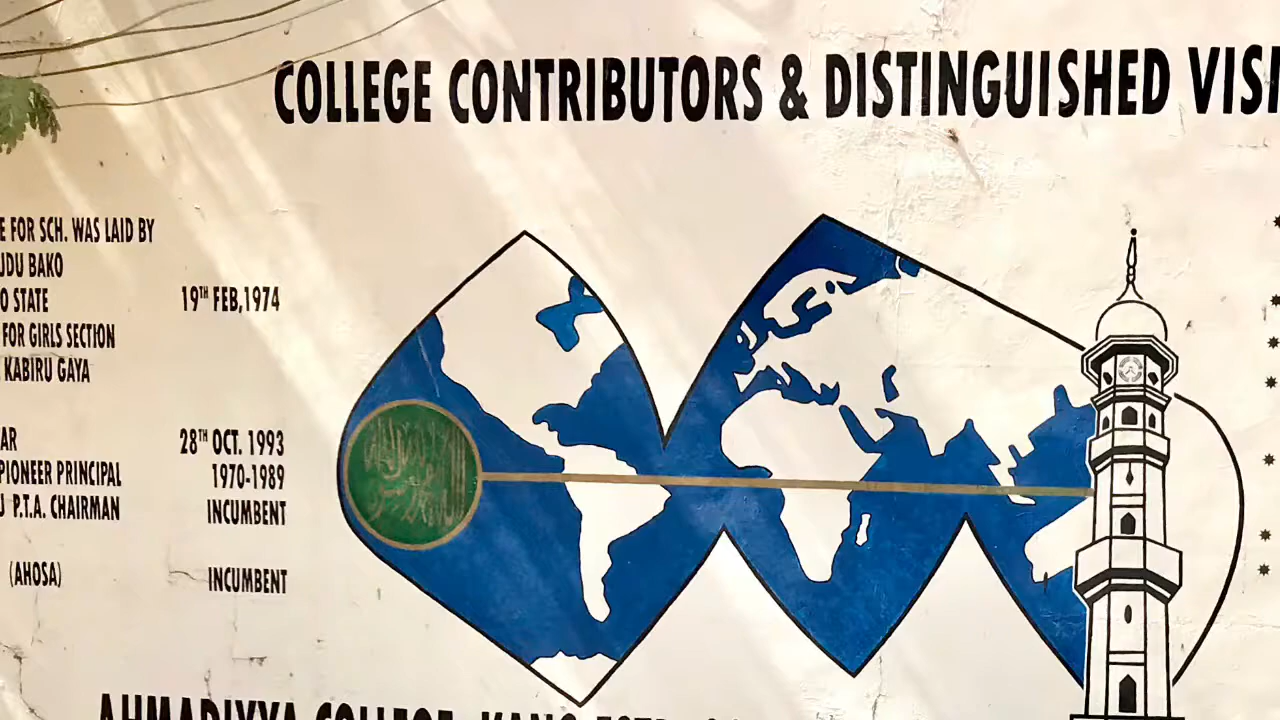 COLLEGE CONTRIBUTORS & DISTINGUISHED VISI
E FOR SCH. WAS LAID BY
UDU BAKO
O STATE 19TH FEB,1974
FOR GIRLS SECTION
KABIRU GAYA
AR 28TH OCT. 1993
PIONEER PRINCIPAL 1970-1989
J P.T.A. CHAIRMAN INCUMBENT
(AHOSA) INCUMBENT
AHMADIYYA COLLEGE, KANO ESTD